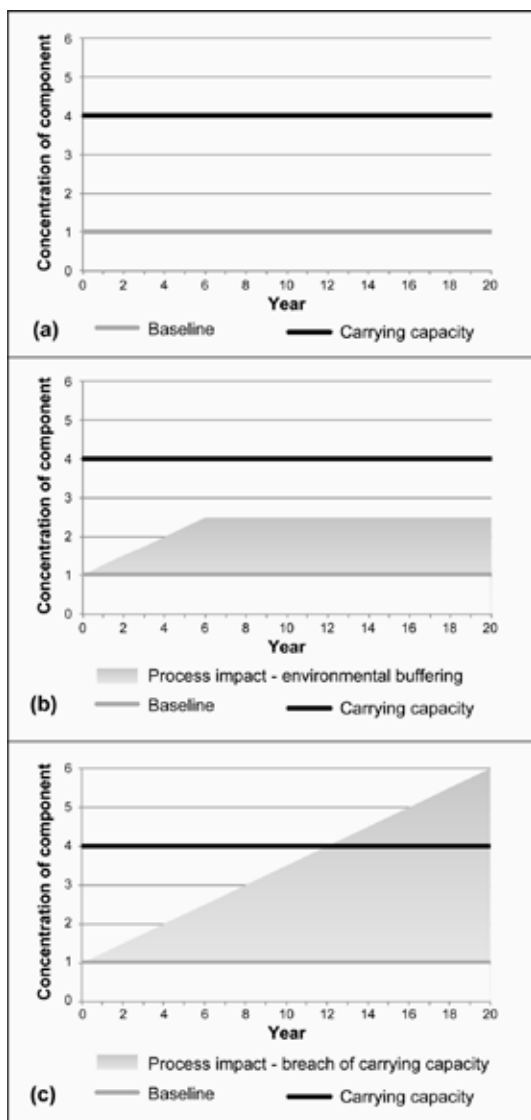 Concentration of component
6
5
4
3
2
1
0
0 2 4 6 8 10 12 14 16 18 20
Year
(a) Baseline Carrying capacity
Concentration of component
6
5
4
3
2
1
0
0 2 4 6 8 10 12 14 16 18 20
Year
Process impact - environmental buffering
(b) Baseline Carrying capacity
Concentration of component
6
5
4
3
2
1
0
0 2 4 6 8 10 12 14 16 18 20
Year
Process impact - breach of carrying capacity
(c) Baseline Carrying capacity